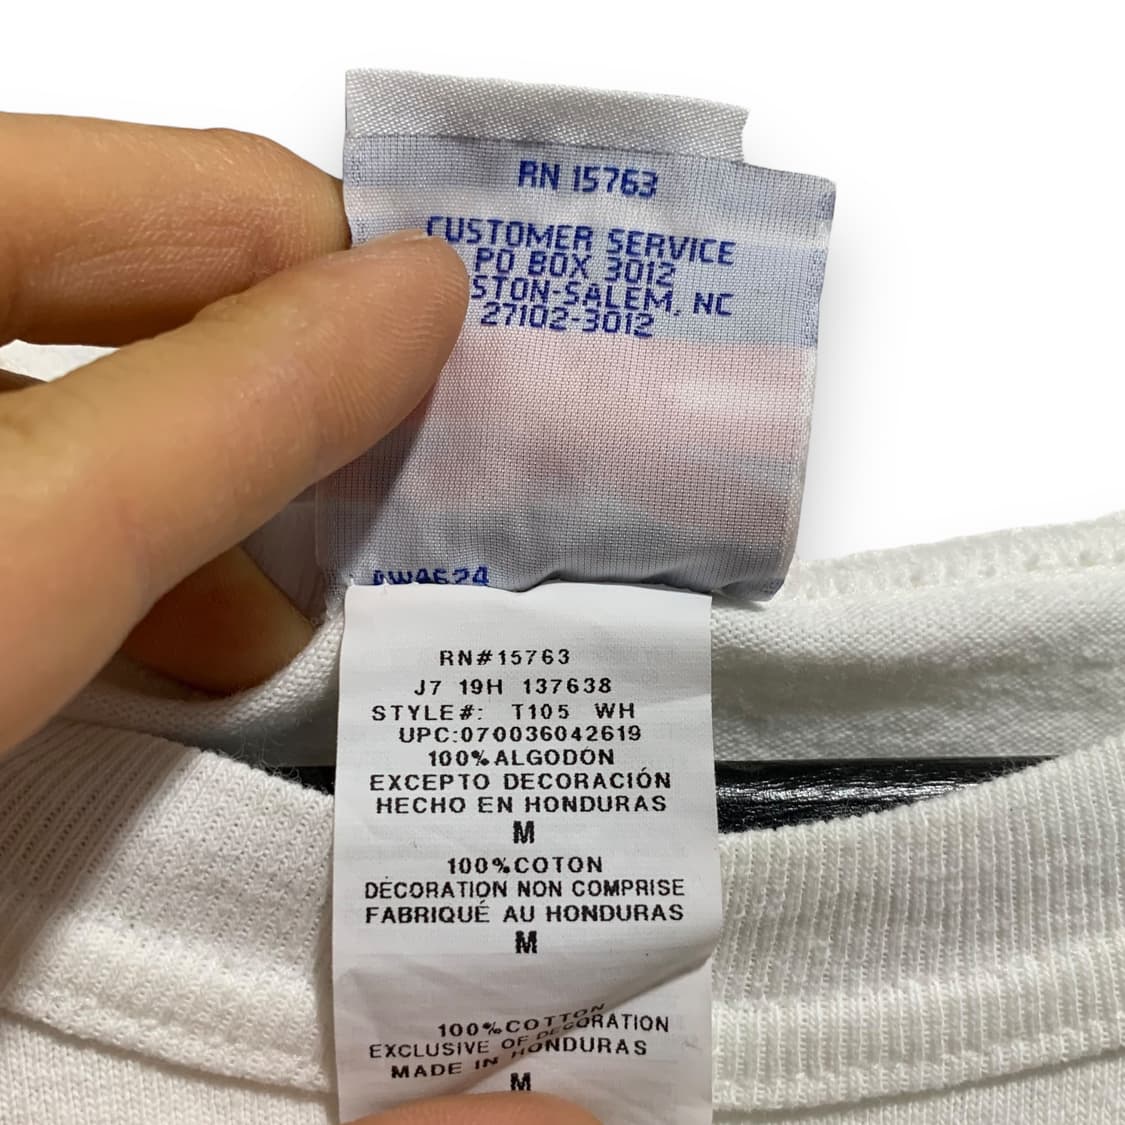 RN 15763
CUSTOMER SERVICE
PO BOX 3012
STON-SALEM, NC
27102-3012
AW4624
RN#15763
J7 19H 137638
STYLE#: T105 WH
UPC:070036042619
100%ALGODÓN
EXCEPTO DECORACIÓN
HECHO EN HONDURAS
M
100%COTON
DÉCORATION NON COMPRISE
FABRIQUÉ AU HONDURAS
M
100%COTTON
EXCLUSIVE OF DECORATION
MADE IN HONDURAS
M